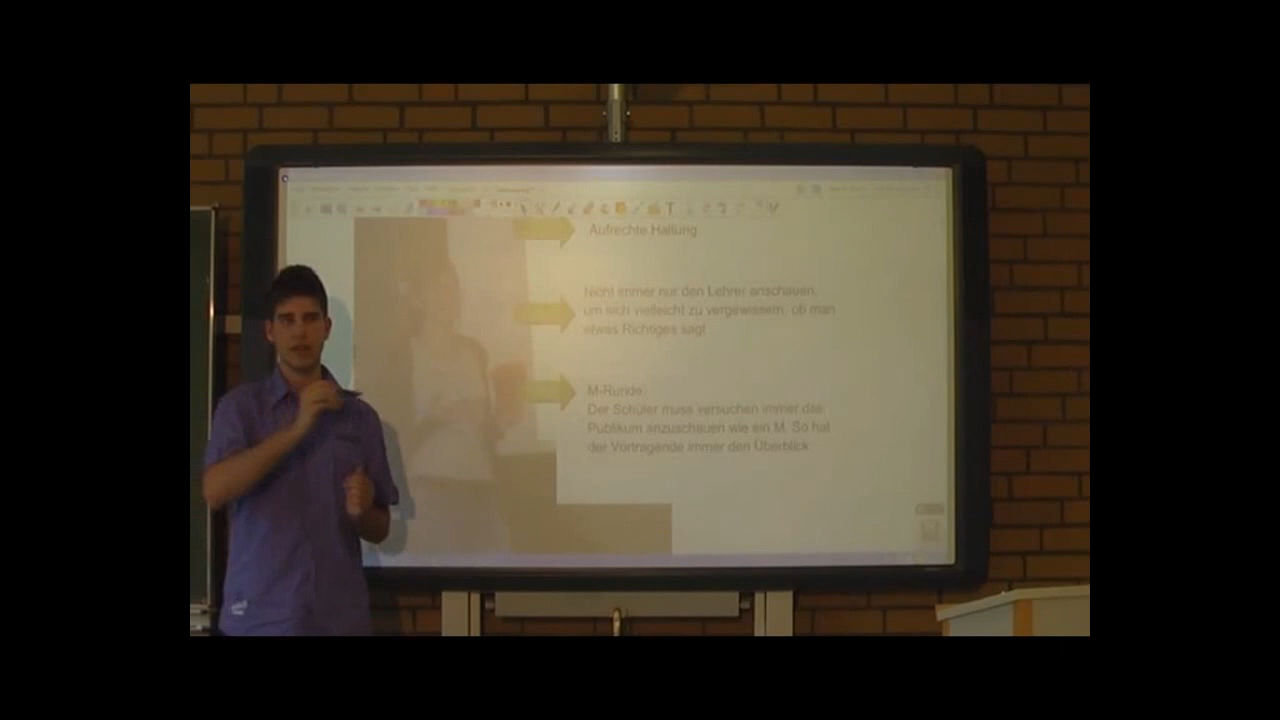 Aufrechte Haltung
Nicht immer nur den Lehrer anschauen,
um sich vielleicht zu vergewissern, ob man
etwas Richtiges sagt
M-Runde:
Der Schüler muss versuchen immer das
Publikum anzuschauen wie ein M. So hat
der Vortragende immer den Überblick.